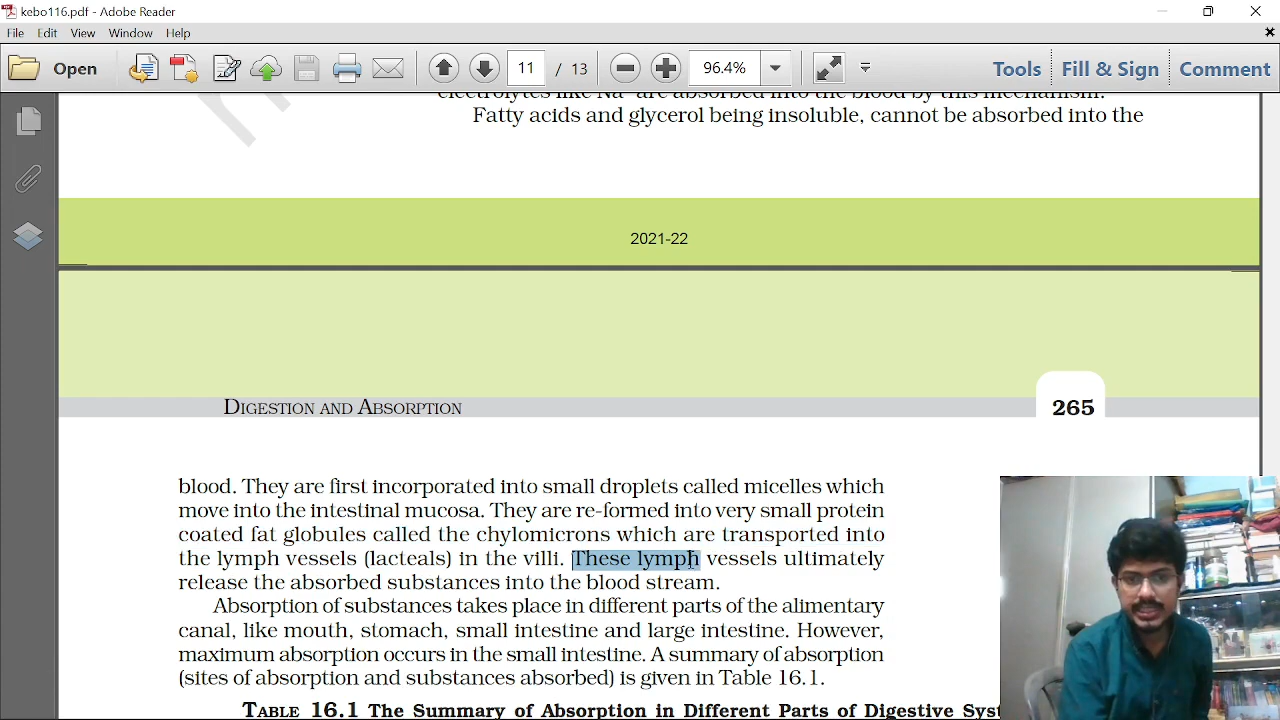 kebo116.pdf - Adobe Reader
File Edit View Window Help
Open 11 / 13 96.4% Tools Fill & Sign Comment
electrolytes like Na⁺ are absorbed into the blood by this mechanism.
Fatty acids and glycerol being insoluble, cannot be absorbed into the
2021-22
DIGESTION AND ABSORPTION 265
blood. They are first incorporated into small droplets called micelles which
move into the intestinal mucosa. They are re-formed into very small protein
coated fat globules called the chylomicrons which are transported into
the lymph vessels (lacteals) in the villi. These lymph vessels ultimately
release the absorbed substances into the blood stream.
Absorption of substances takes place in different parts of the alimentary
canal, like mouth, stomach, small intestine and large intestine. However,
maximum absorption occurs in the small intestine. A summary of absorption
(sites of absorption and substances absorbed) is given in Table 16.1.
TABLE 16.1 The Summary of Absorption in Different Parts of Digestive Syst